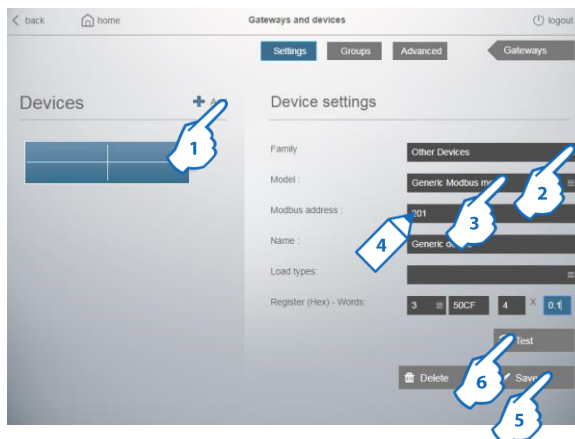 back
home
Gateways and devices
logout
Settings
Groups
Advanced
Gateways
Devices
Device settings
1
Family
Other Devices
2
Model :
Generic Modbus
3
Modbus address :
201
4
Name :
Generic
Load types:
Register (Hex) - Words:
3
50CF
4
X
0.1
Test
6
Delete
Save
5